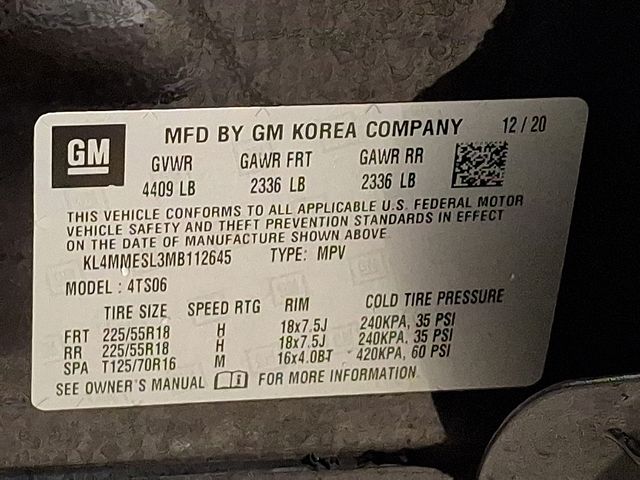 GM MFD BY GM KOREA COMPANY 12 / 20
GVWR GAWR FRT GAWR RR
4409 LB 2336 LB 2336 LB
THIS VEHICLE CONFORMS TO ALL APPLICABLE U.S. FEDERAL MOTOR
VEHICLE SAFETY AND THEFT PREVENTION STANDARDS IN EFFECT
ON THE DATE OF MANUFACTURE SHOWN ABOVE
KL4MMESL3MB112645 TYPE: MPV
MODEL : 4TS06
TIRE SIZE SPEED RTG RIM COLD TIRE PRESSURE
FRT 225/55R18 H 18x7.5J 240KPA, 35 PSI
RR 225/55R18 H 18x7.5J 240KPA, 35 PSI
SPA T125/70R16 M 16x4.0BT 420KPA, 60 PSI
SEE OWNER'S MANUAL FOR MORE INFORMATION